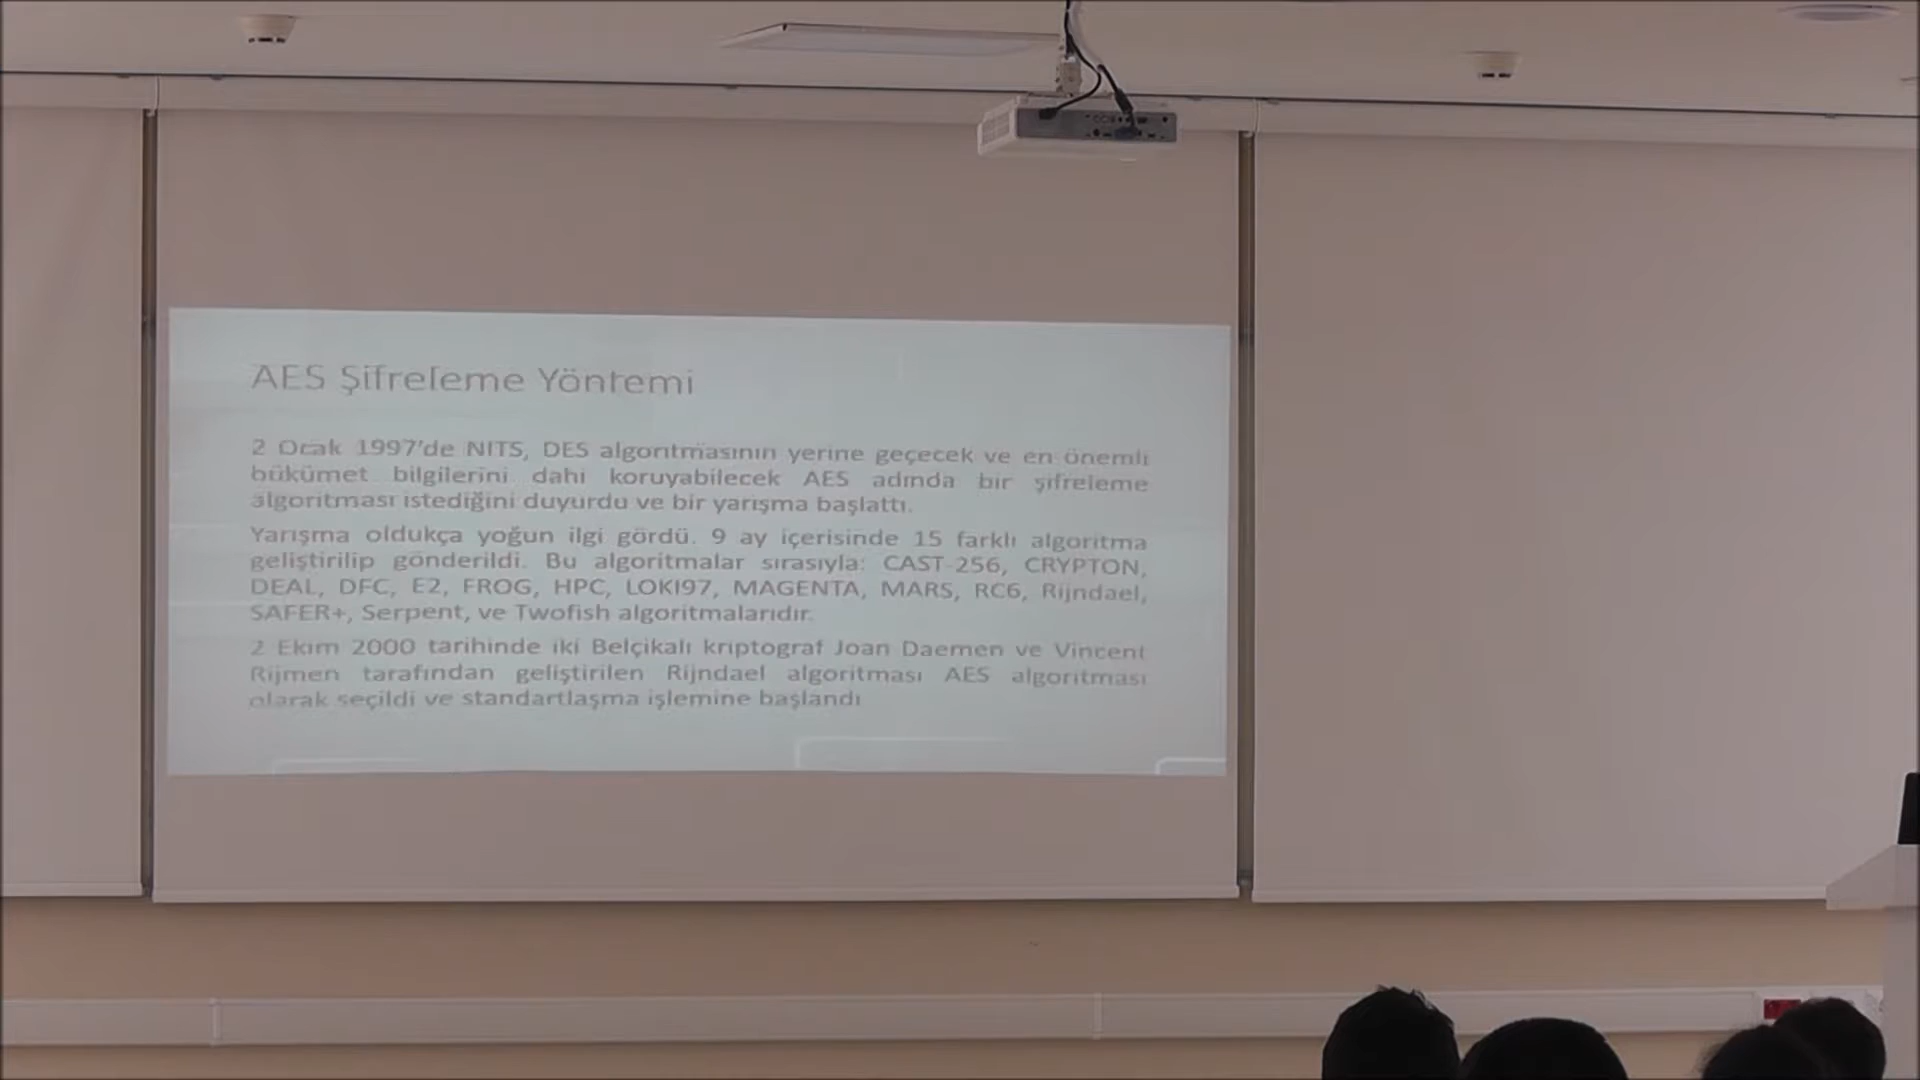 AES Şifreleme Yöntemi
2 Ocak 1997'de NITS, DES algoritmasının yerine geçecek ve en önemli
hükümet bilgilerini dahi koruyabilecek AES adında bir şifreleme
algoritması istediğini duyurdu ve bir yarışma başlattı.
Yarışma oldukça yoğun ilgi gördü. 9 ay içerisinde 15 farklı algoritma
geliştirilip gönderildi. Bu algoritmalar sırasıyla: CAST-256, CRYPTON,
DEAL, DFC, E2, FROG, HPC, LOKI97, MAGENTA, MARS, RC6, Rijndael,
SAFER+, Serpent, ve Twofish algoritmalarıdır.
2 Ekim 2000 tarihinde iki Belçikalı kriptograf Joan Daemen ve Vincent
Rijmen tarafından geliştirilen Rijndael algoritması AES algoritması
olarak seçildi ve standartlaşma işlemine başlandı